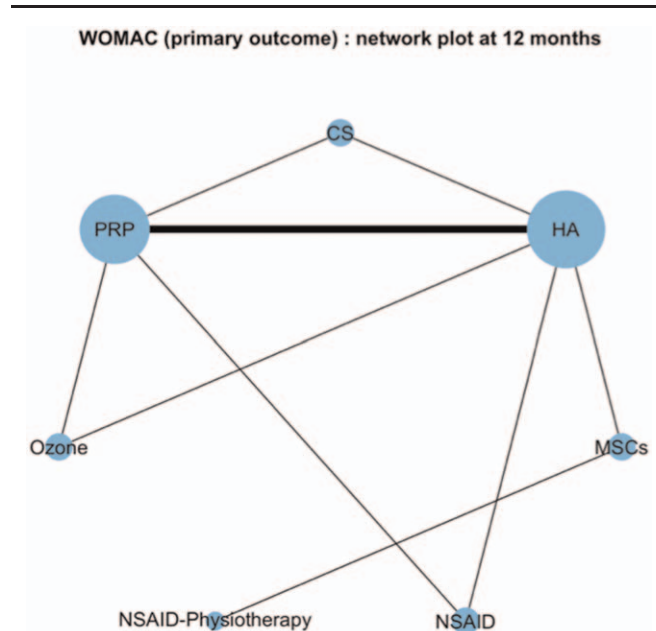 WOMAC (primary outcome) : network plot at 12 months
CS
PRP
HA
Ozone
MSCs
NSAID-Physiotherapy
NSAID